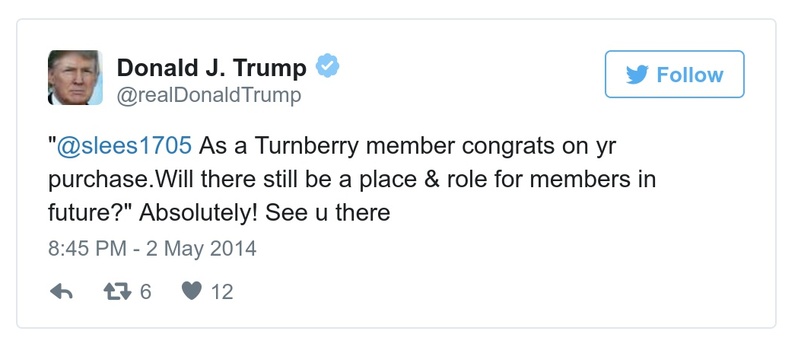 Donald J. Trump
@realDonaldTrump
Follow
"@slees1705 As a Turnberry member congrats on yr
purchase.Will there still be a place & role for members in
future?" Absolutely! See u there
8:45 PM - 2 May 2014
6 12